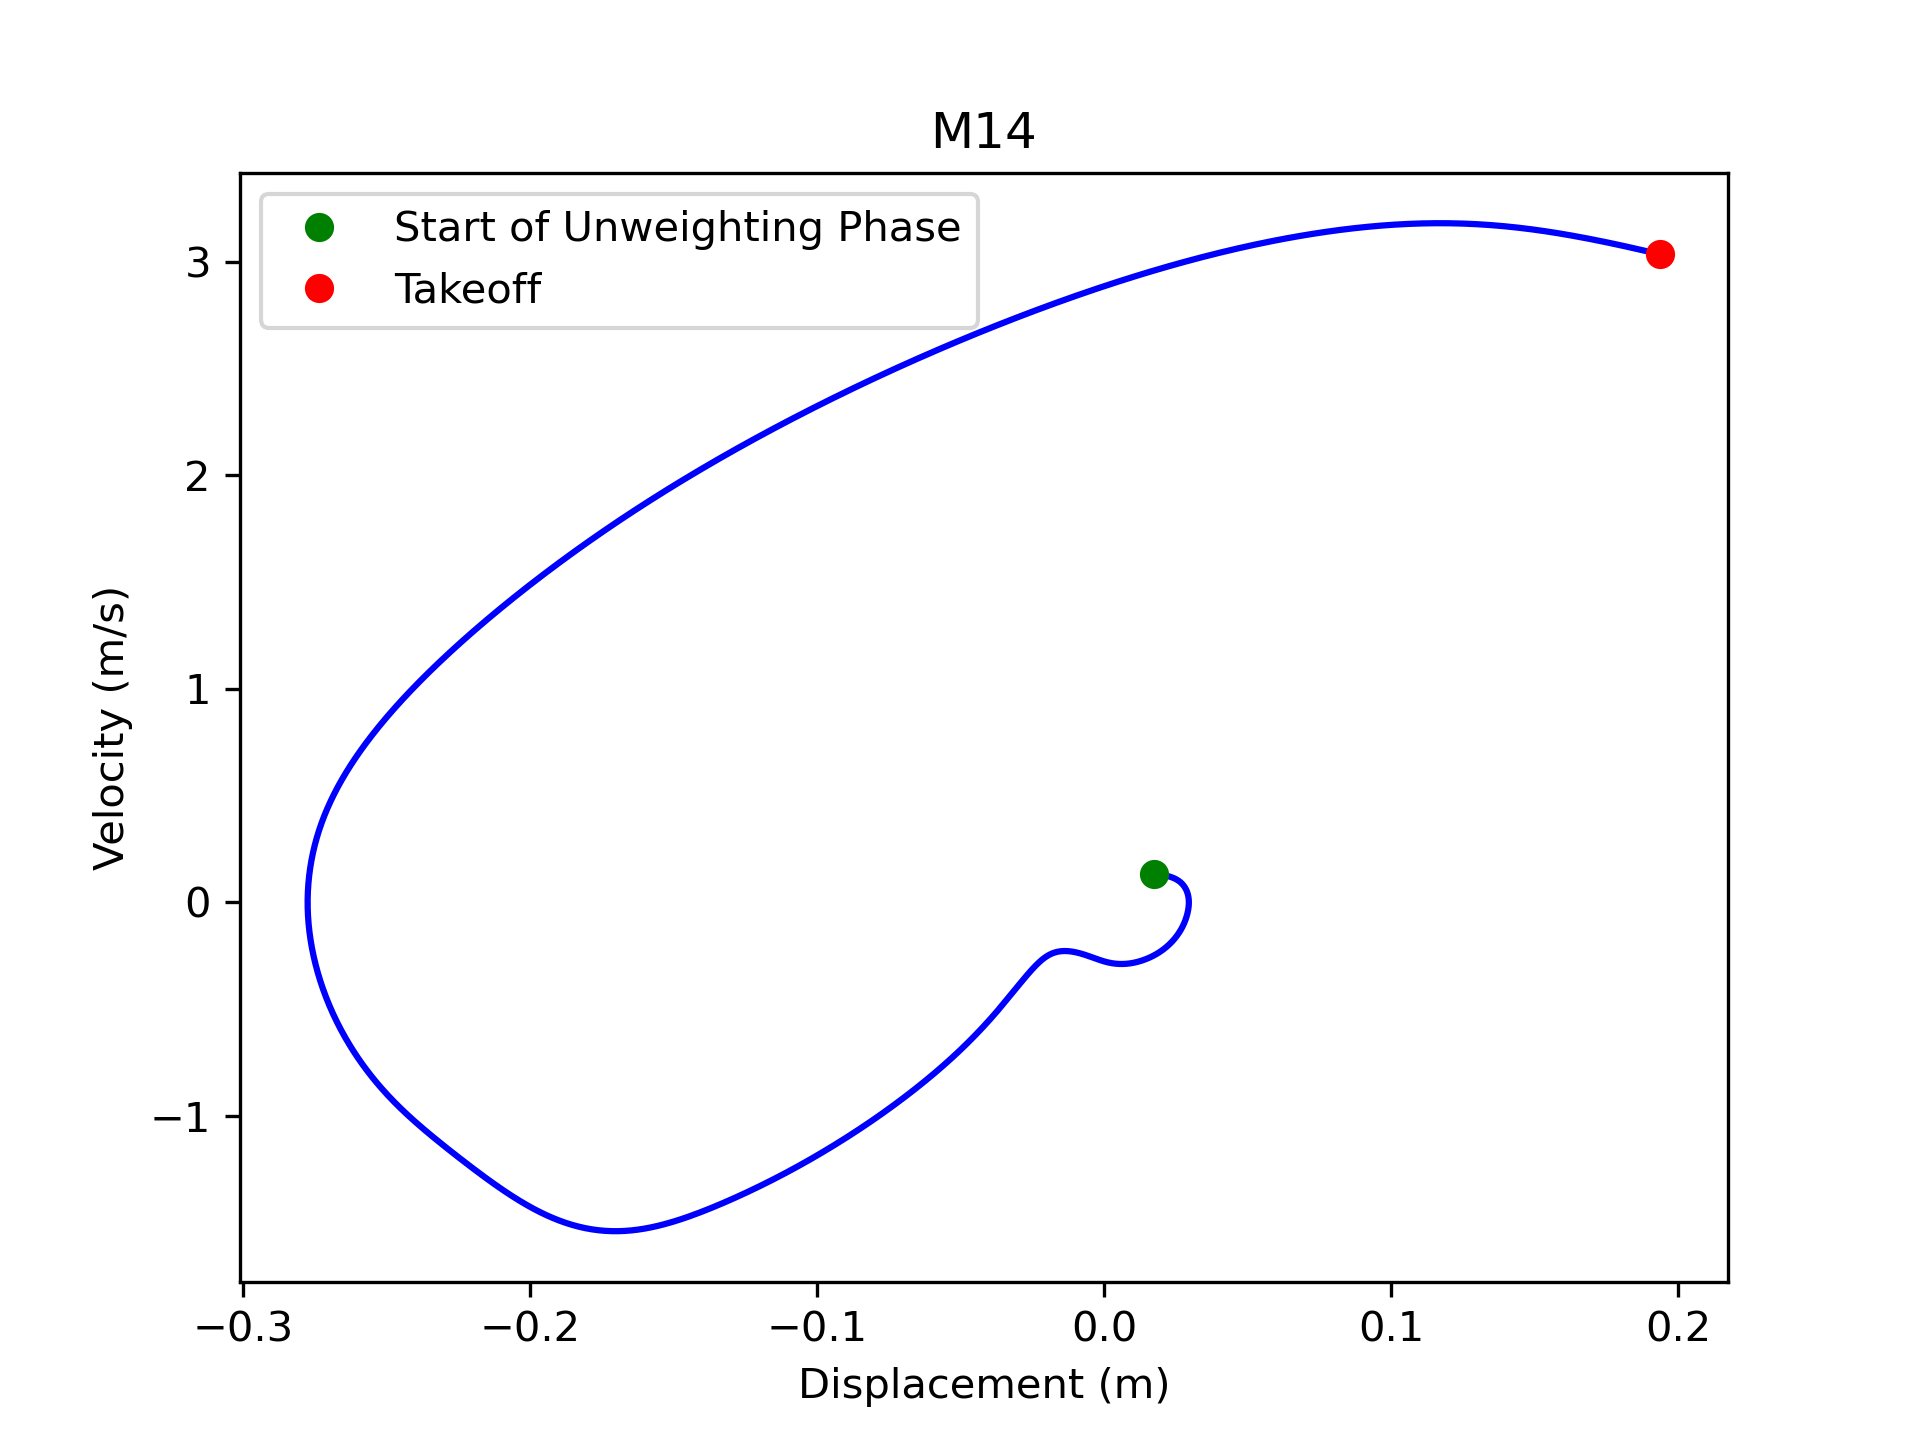 M14
Start of Unweighting Phase
Takeoff
3
2
1
0
−1
Velocity (m/s)
−0.3 −0.2 −0.1 0.0 0.1 0.2
Displacement (m)